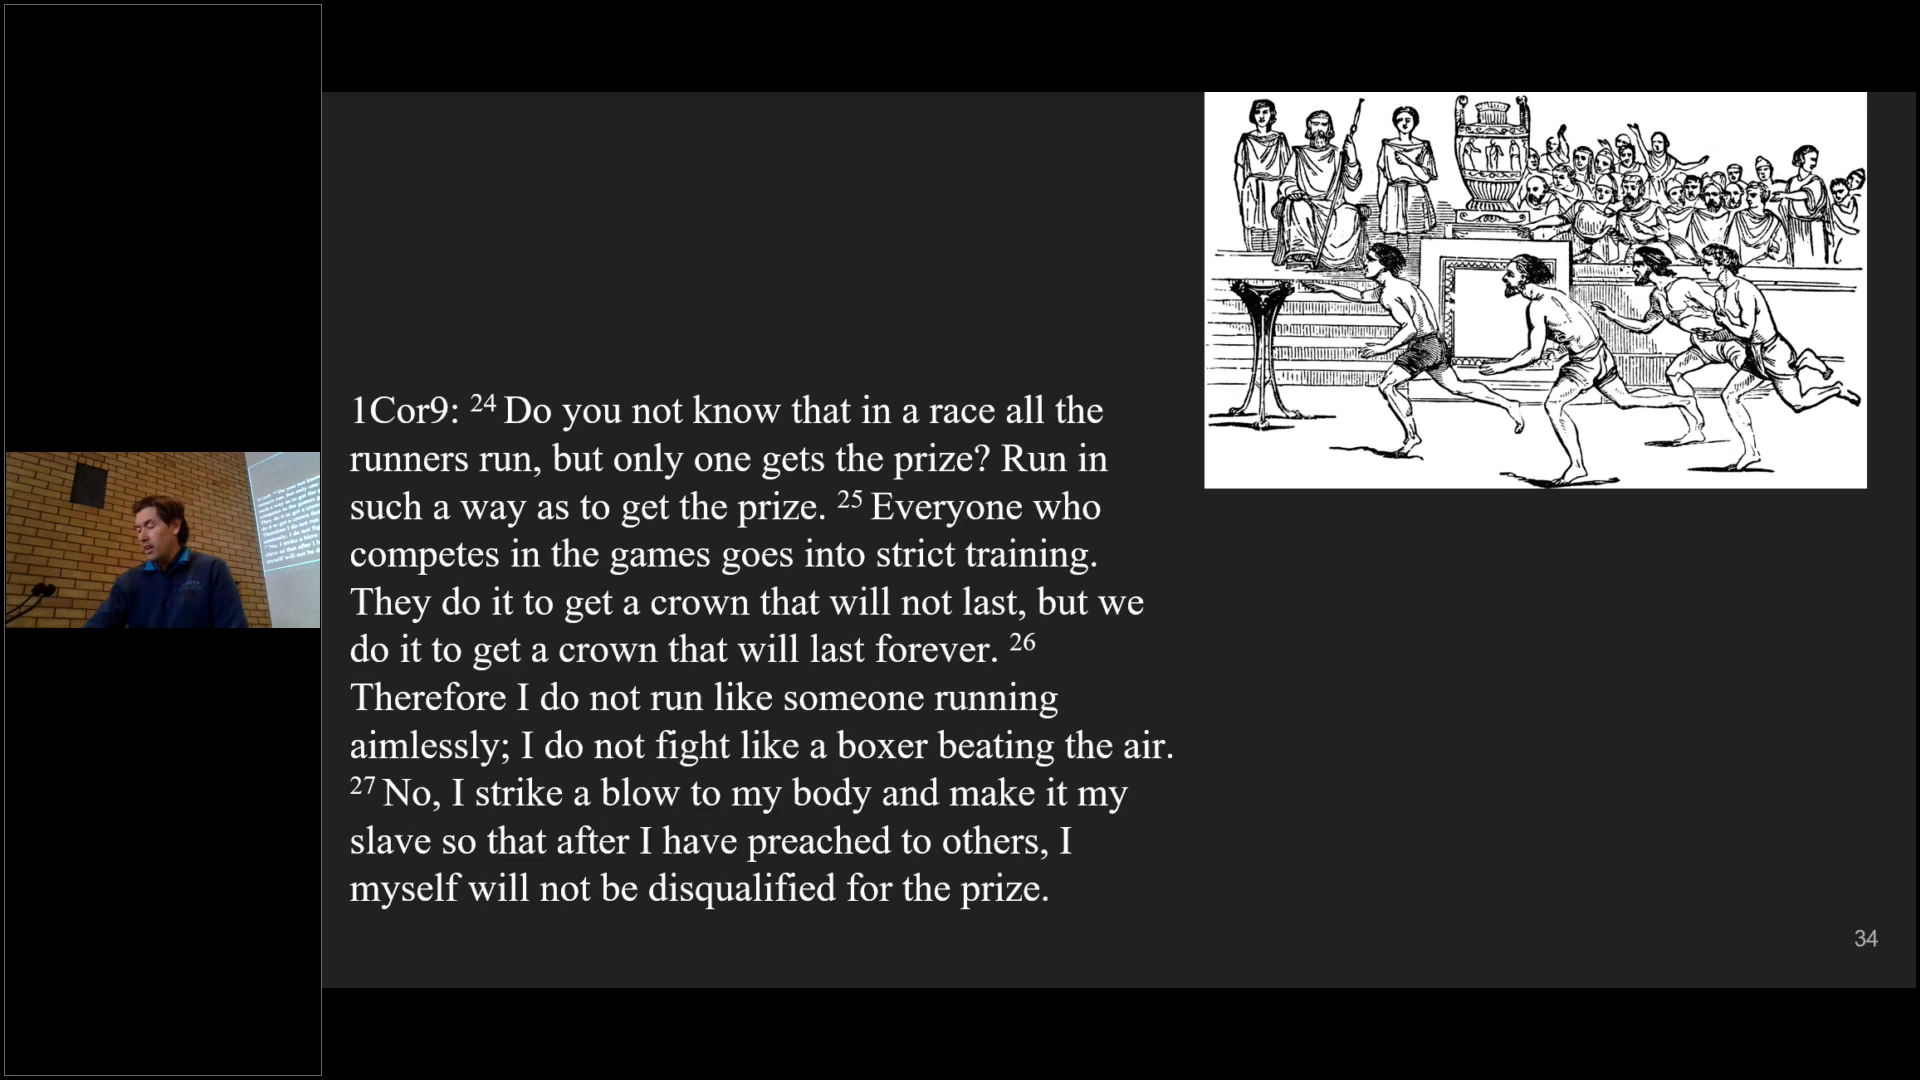 1Cor9: 24 Do you not know that in a race all the
runners run, but only one gets the prize? Run in
such a way as to get the prize. 25 Everyone who
competes in the games goes into strict training.
They do it to get a crown that will not last, but we
do it to get a crown that will last forever. 26
Therefore I do not run like someone running
aimlessly; I do not fight like a boxer beating the air.
27 No, I strike a blow to my body and make it my
slave so that after I have preached to others, I
myself will not be disqualified for the prize.
34